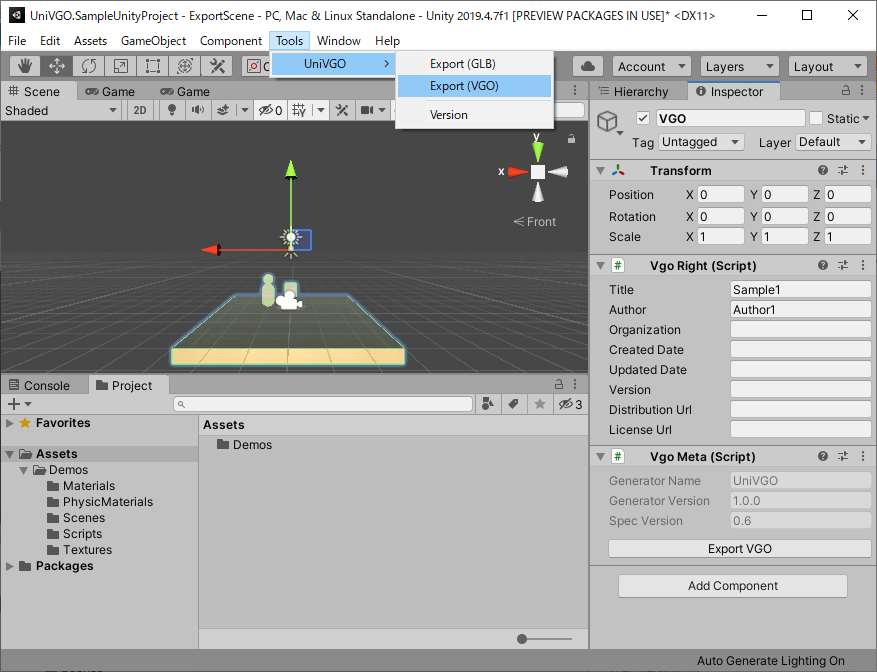 UniVGO.SampleUnityProject - ExportScene - PC, Mac & Linux Standalone - Unity 2019.4.7f1 [PREVIEW PACKAGES IN USE]* <DX11>
File Edit Assets GameObject Component Tools Window Help
UniVGO
Export (GLB)
Export (VGO)
Version
Account Layers Layout
Scene Game Game
Shaded 2D 0
y
x
Front
Hierarchy Inspector
VGO Static
Tag Untagged Layer Default
Transform
Position X 0 Y 0 Z 0
Rotation X 0 Y 0 Z 0
Scale X 1 Y 1 Z 1
# Vgo Right (Script)
Title Sample1
Author Author1
Organization
Created Date
Updated Date
Version
Distribution Url
License Url
# Vgo Meta (Script)
Generator Name UniVGO
Generator Version 1.0.0
Spec Version 0.6
Export VGO
Add Component
Console Project
3
Favorites
Assets
Demos
Materials
PhysicMaterials
Scenes
Scripts
Textures
Packages
Assets
Demos
Auto Generate Lighting On